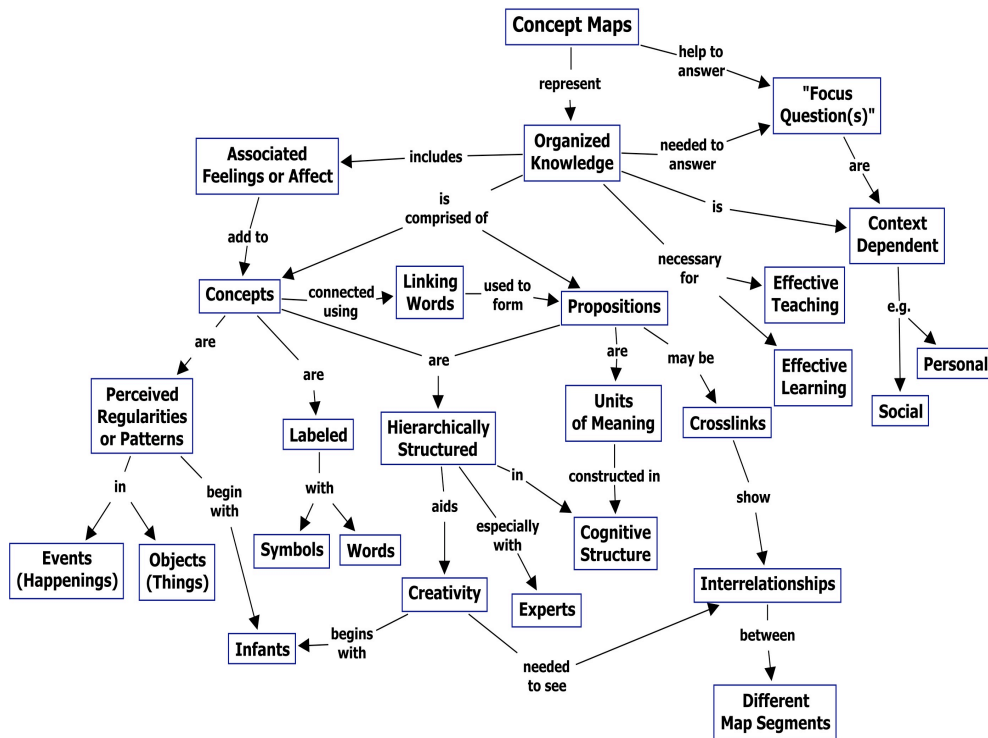 Concept Maps
help to
answer
represent
"Focus
Question(s)"
Organized
Knowledge
needed to
answer
Associated
Feelings or Affect
includes
are
is
comprised of
is
Context
Dependent
add to
necessary
for
Linking
Words
Concepts
connected
using
used to
form
Propositions
Effective
Teaching
e.g.
are
are
are
may be
Personal
Effective
Learning
are
Perceived
Regularities
or Patterns
Units
of Meaning
Social
Labeled
Hierarchically
Structured
Crosslinks
in
constructed in
in
begin
with
with
aids
show
especially
with
Events
(Happenings)
Objects
(Things)
Symbols
Words
Cognitive
Structure
Creativity
Experts
Interrelationships
Infants
begins
with
between
needed
to see
Different
Map Segments